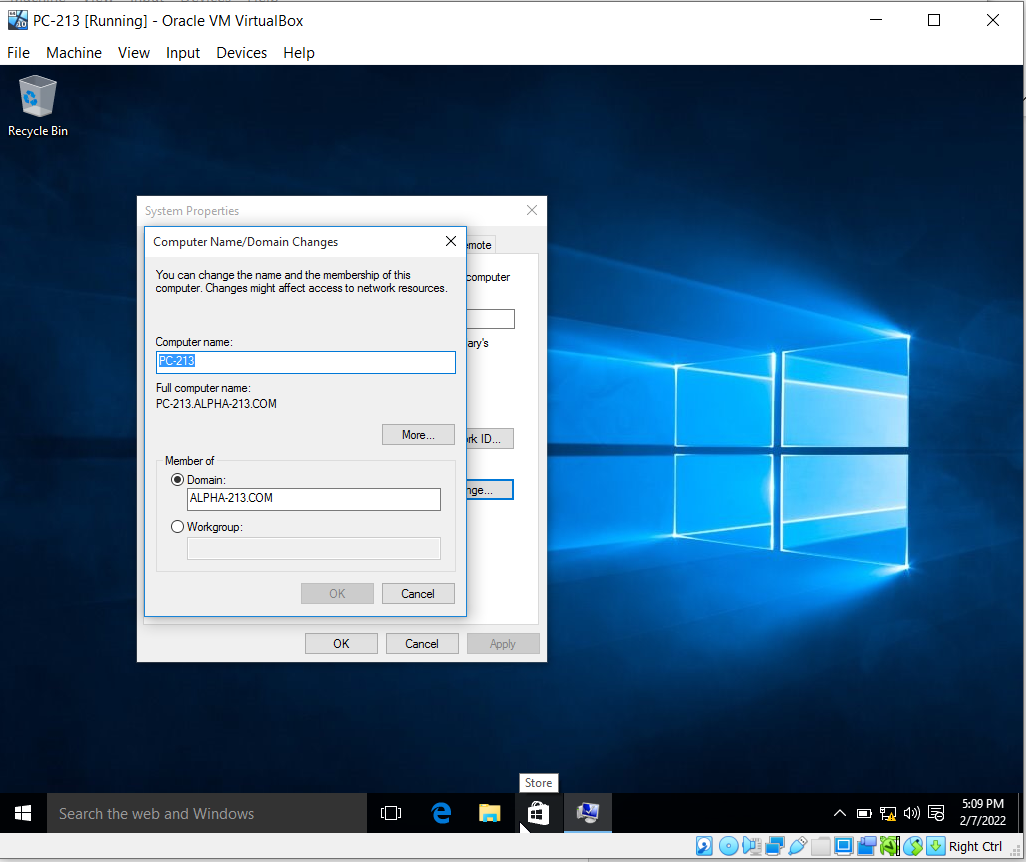 PC-213 [Running] - Oracle VM VirtualBox
File Machine View Input Devices Help
Recycle Bin
System Properties
Computer Name/Domain Changes
emote
You can change the name and the membership of this
computer. Changes might affect access to network resources.
computer
Computer name:
ary's
PC-213
Full computer name:
PC-213.ALPHA-213.COM
More...
rk ID...
Member of
Domain:
ALPHA-213.COM
nge...
Workgroup:
OK Cancel
OK Cancel Apply
Store
Search the web and Windows
5:09 PM
2/7/2022
Right Ctrl